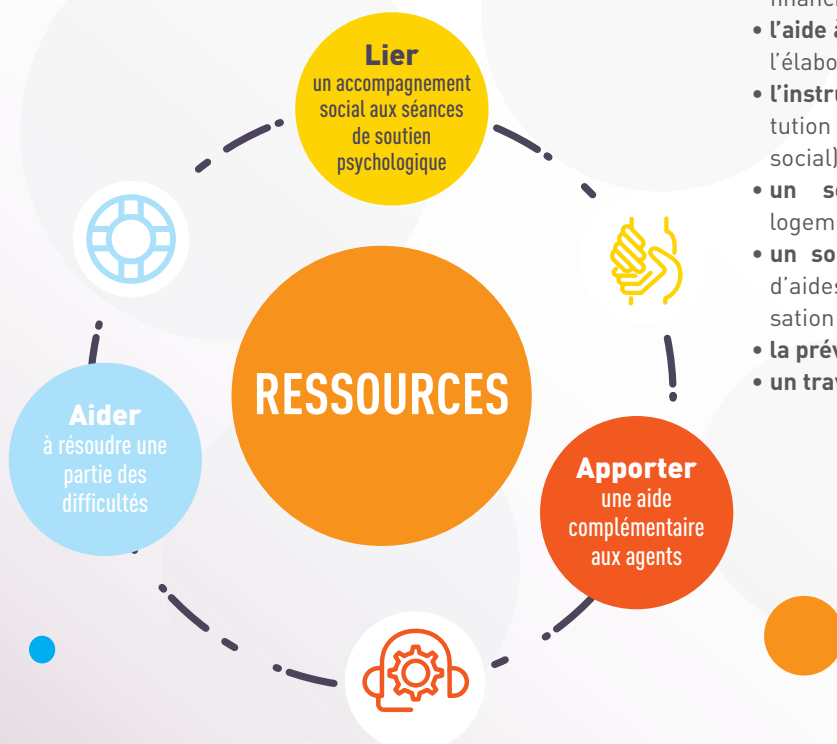 Lier
un accompagnement
social aux séances
de soutien
psychologique
RESSOURCES
Aider
à résoudre une
partie des
difficultés
Apporter
une aide
complémentaire
aux agents
• l'aide
l'élabo
• l'instru
tution
social)
• un
logem
• un so
d'aides
sation
• la prév
• un trav